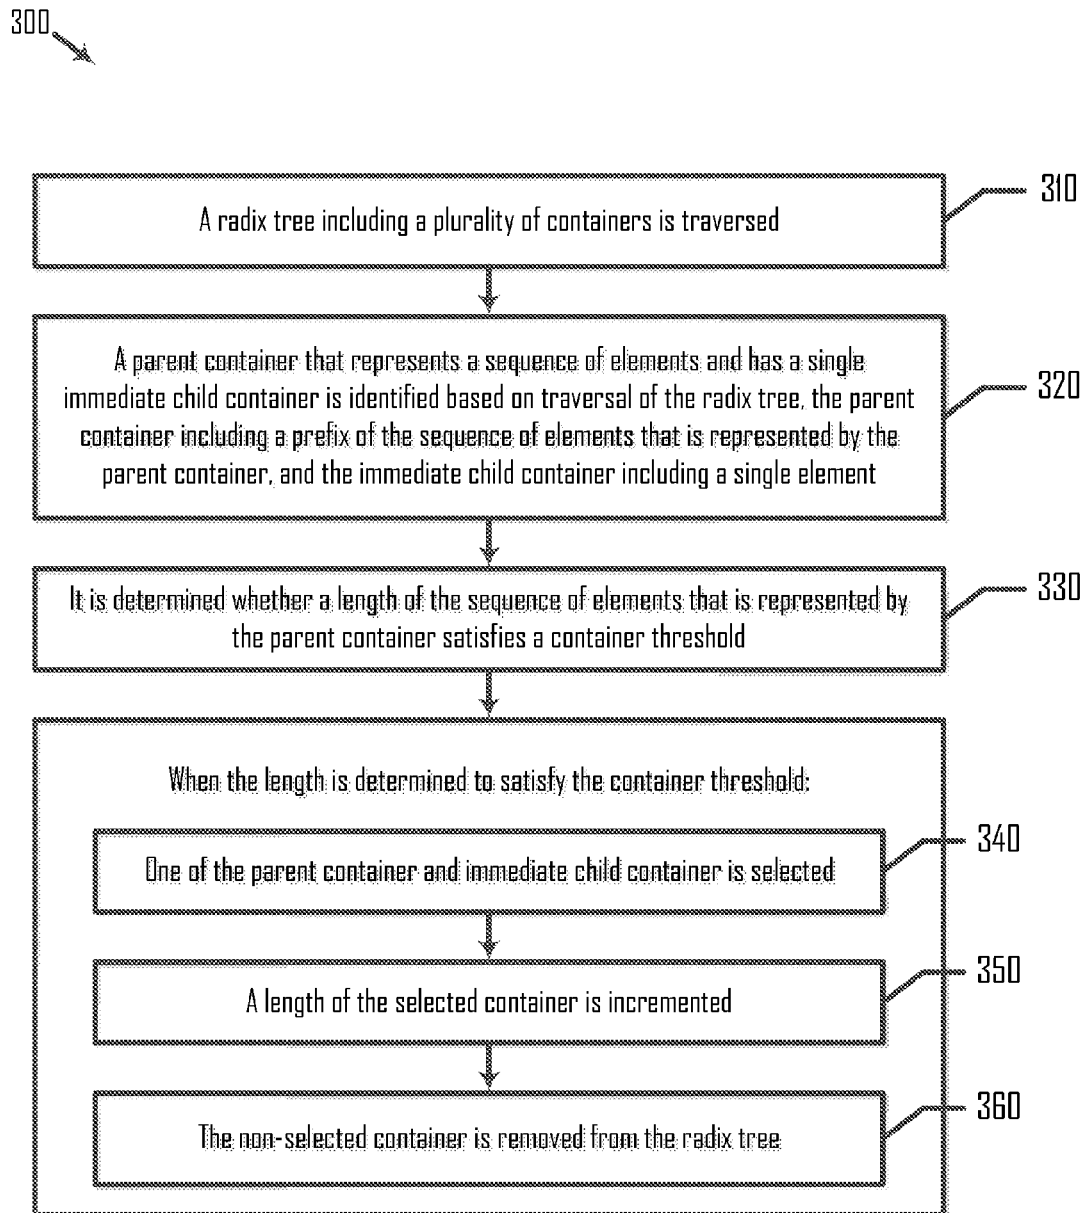 300
A radix tree including a plurality of containers is traversed
310
A parent container that represents a sequence of elements and has a single
immediate child container is identified based on traversal of the radix tree, the parent
container including a prefix of the sequence of elements that is represented by the
parent container, and the immediate child container including a single element
320
It is determined whether a length of the sequence of elements that is represented by
the parent container satisfies a container threshold
330
When the length is determined to satisfy the container threshold:
One of the parent container and immediate child container is selected
340
A length of the selected container is incremented
350
The non-selected container is removed from the radix tree
360